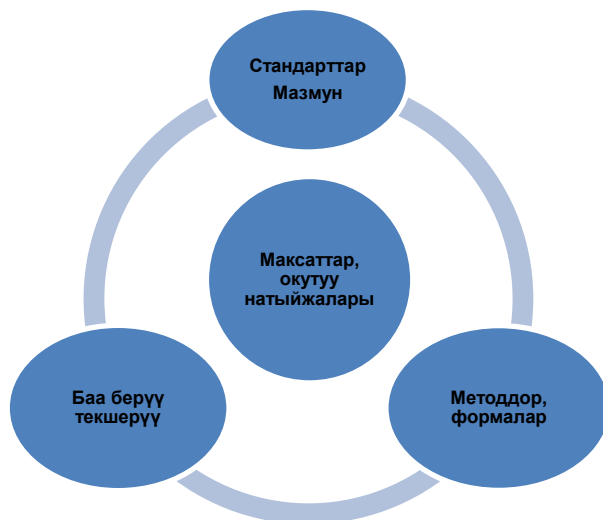 Стандарттар
Мазмун
Максаттар,
окутуу
натыйжалары
Баа берүү
текшерүү
Методдор,
формалар